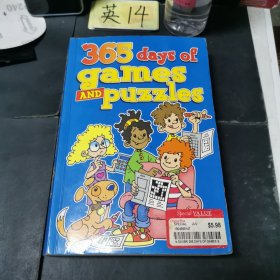 英14
365 days of
games
AND puzzles
Special VALUE
$5.98